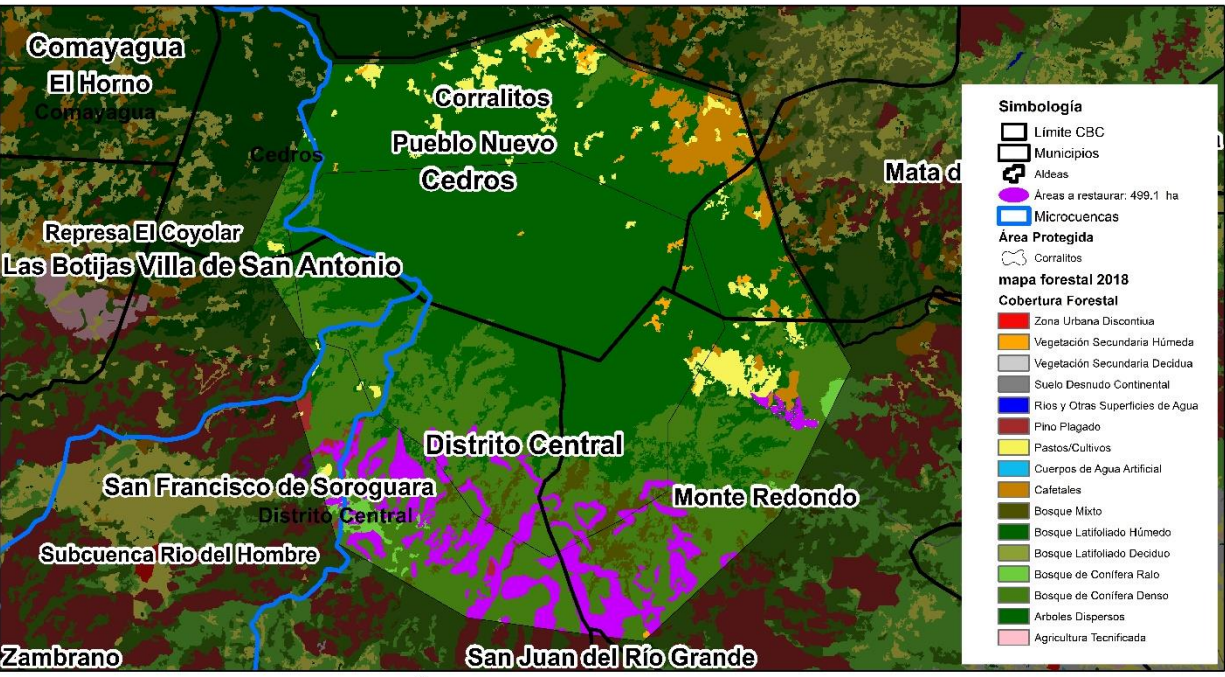 Comayagua
El Horno
Comayagua
Corralitos
Cedros
Pueblo Nuevo
Cedros
Mata d
Represa El Coyolar
Las Botijas Villa de San Antonio
Distrito Central
San Francisco de Soroguara
Monte Redondo
Distrito Central
Subcuenca Rio del Hombre
Zambrano
San Juan del Río Grande
Simbología
Límite CBC
Municipios
Aldeas
Áreas a restaurar: 499.1 ha
Microcuencas
Área Protegida
Corralitos
mapa forestal 2018
Cobertura Forestal
Zona Urbana Discontiua
Vegetación Secundaria Húmeda
Vegetación Secundaria Decidua
Suelo Desnudo Continental
Rios y Otras Superficies de Agua
Pino Plagado
Pastos/Cultivos
Cuerpos de Agua Artificial
Cafetales
Bosque Mixto
Bosque Latifoliado Húmedo
Bosque Latifoliado Deciduo
Bosque de Conífera Ralo
Bosque de Conífera Denso
Arboles Dispersos
Agricultura Tecnificada